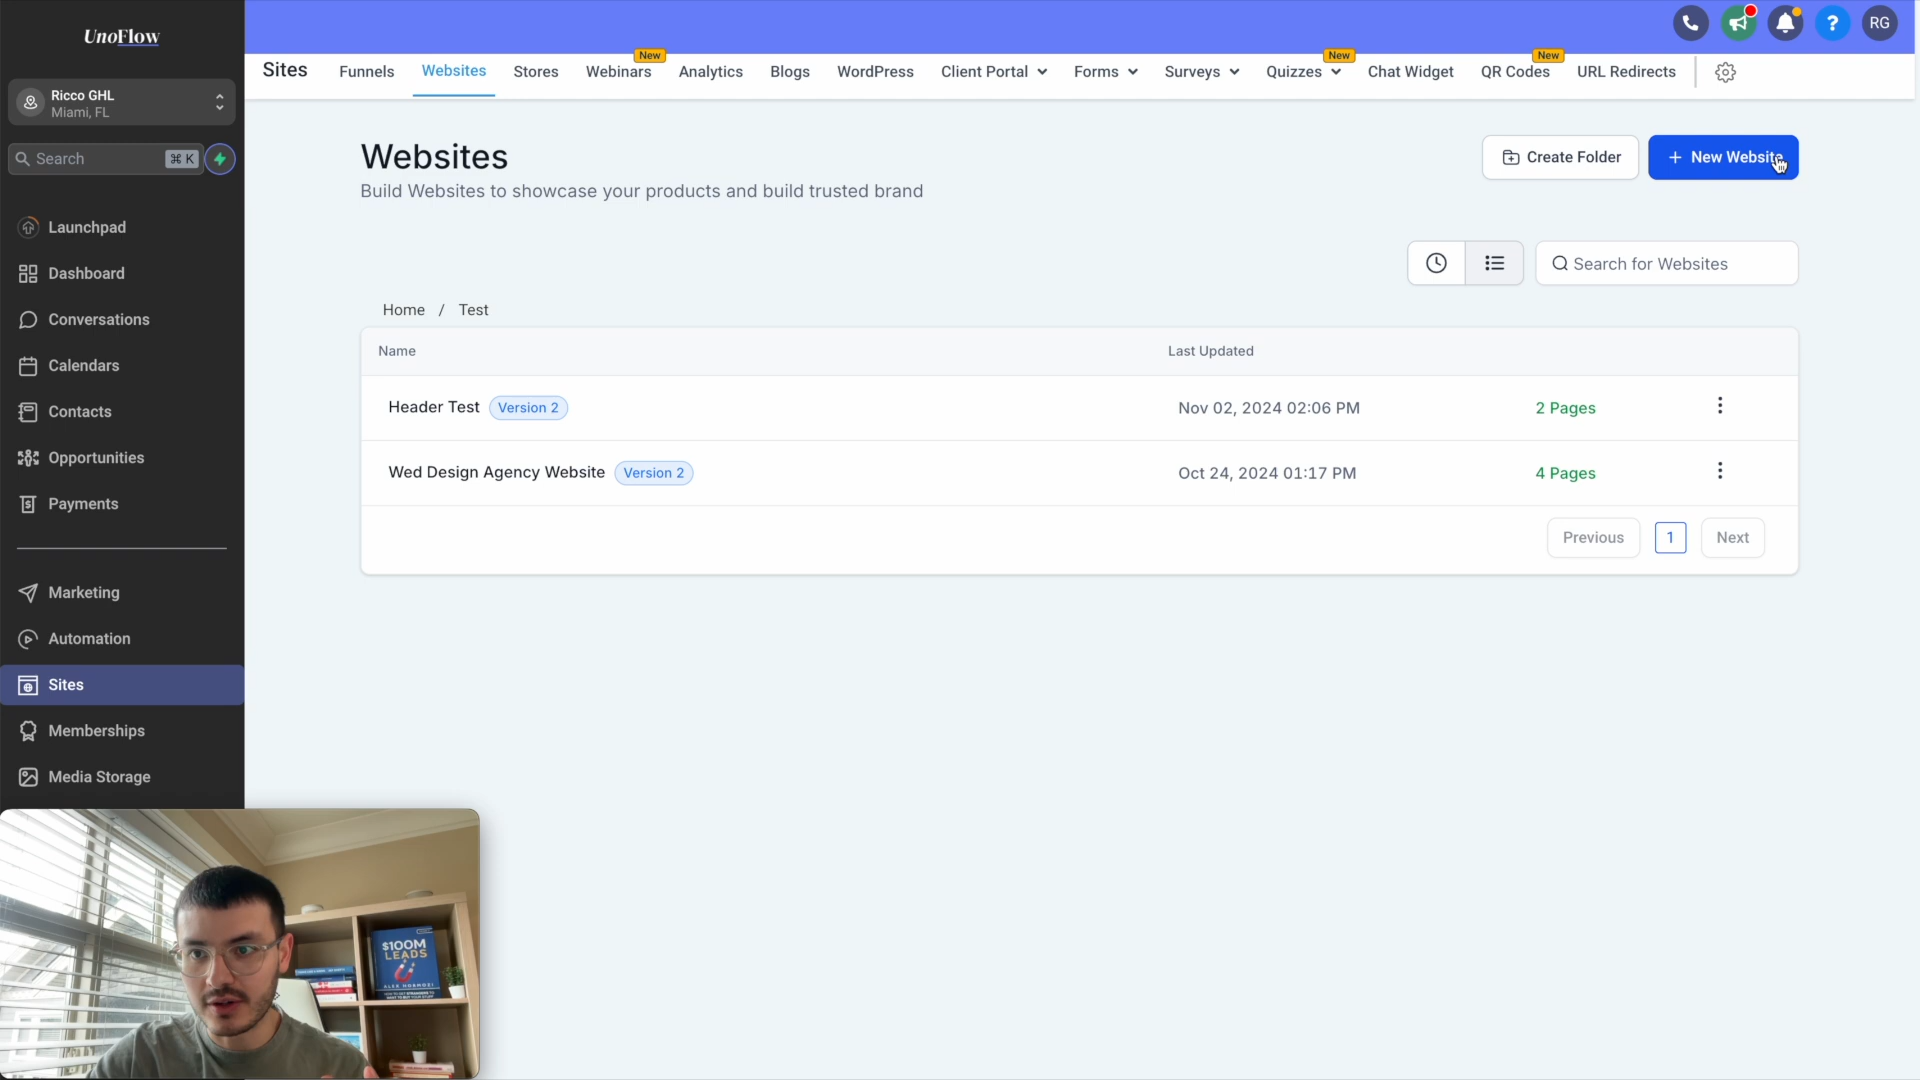 UnoFlow
Ricco GHL
Miami, FL
Search ⌘ K
Launchpad
Dashboard
Conversations
Calendars
Contacts
Opportunities
Payments
Marketing
Automation
Sites
Memberships
Media Storage
RG
Sites Funnels Websites Stores Webinars New Analytics Blogs WordPress Client Portal Forms Surveys Quizzes New Chat Widget QR Codes New URL Redirects
Websites
Build Websites to showcase your products and build trusted brand
Create Folder
+ New Website
Search for Websites
Home / Test
Name Last Updated
Header Test Version 2 Nov 02, 2024 02:06 PM 2 Pages
Wed Design Agency Website Version 2 Oct 24, 2024 01:17 PM 4 Pages
Previous 1 Next
$100M
LEADS
ALEX HORMOZI